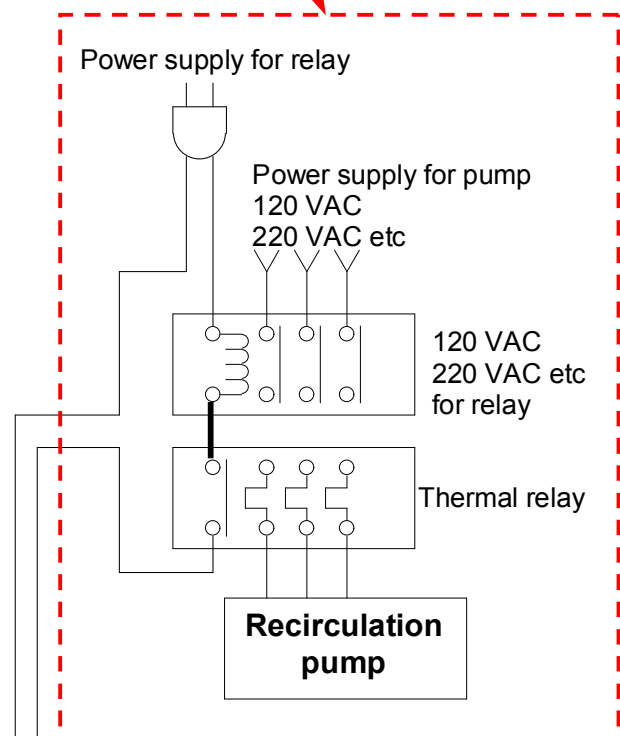 Power supply for relay
Power supply for pump
120 VAC
220 VAC etc
120 VAC
220 VAC etc
for relay
Thermal relay
Recirculation
pump